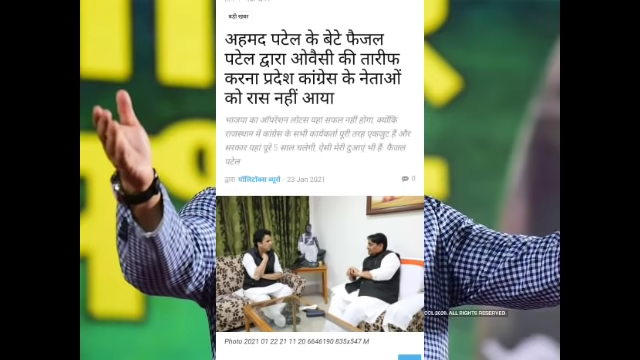 बड़ी खबर
अहमद पटेल के बेटे फैजल
पटेल द्वारा ओवैसी की तारीफ
करना प्रदेश कांग्रेस के नेताओं
को रास नहीं आया
भाजपा का ऑपरेशन लोटस यहां सफल नहीं होगा, क्योंकि
राजस्थान में कांग्रेस के सभी कार्यकर्ता पूरी तरह एकजुट हैं और
सरकार यहां पूरे 5 साल चलेगी, ऐसी मेरी दुआएं भी हैं- फैजल
पटेल
द्वारा पॉलिटॉक्स ब्यूरो - 23 Jan 2021 0
CCL 2020. ALL RIGHTS RESERVED.
Photo 2021 01 22 21 11 20 6646190 835x547 M